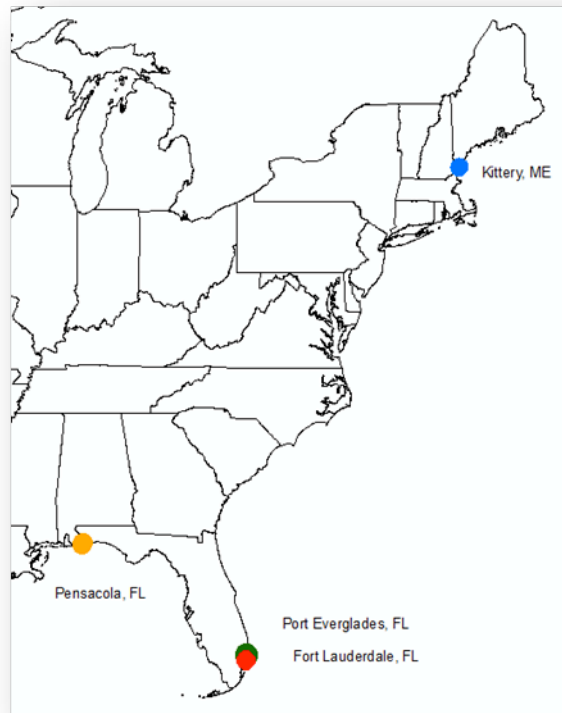 Kittery, ME
Pensacola, FL
Port Everglades, FL
Fort Lauderdale, FL